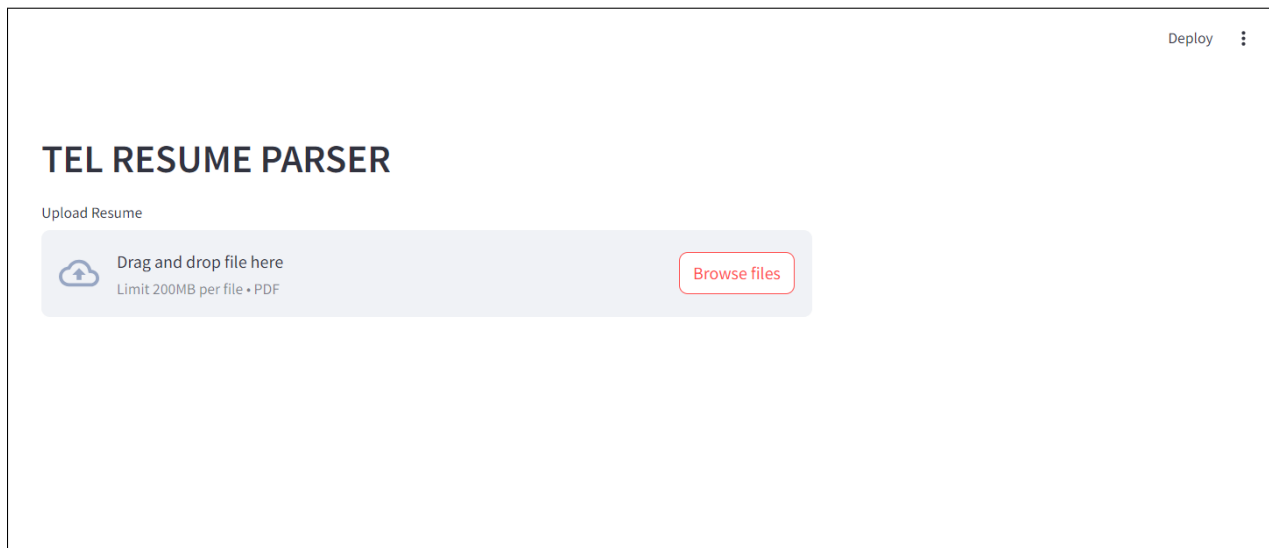 Deploy
TEL RESUME PARSER
Upload Resume
Drag and drop file here
Limit 200MB per file • PDF
Browse files